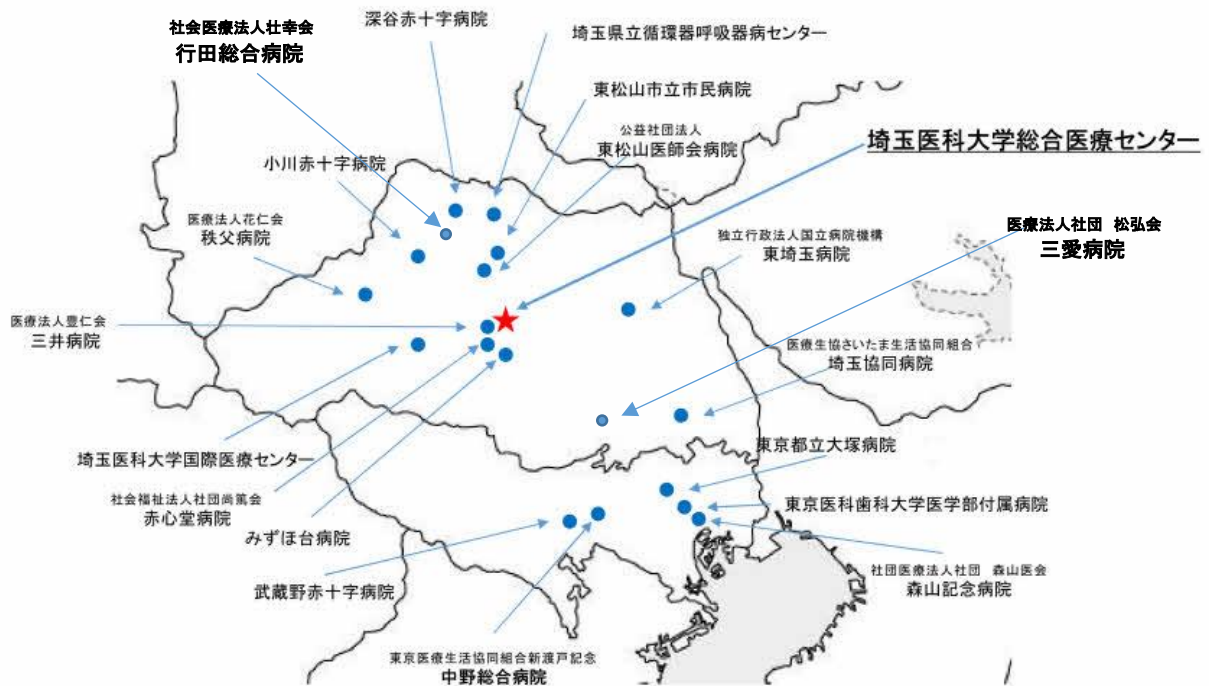 社会医療法人壮幸会
行田総合病院
深谷赤十字病院
埼玉県立循環器呼吸器病センター
東松山市立市民病院
公益社団法人
東松山医師会病院
埼玉医科大学総合医療センター
小川赤十字病院
医療法人花仁会
秩父病院
独立行政法人国立病院機構
東埼玉病院
医療法人社団 松弘会
三愛病院
医療法人豊仁会
三井病院
医療生協さいたま生活協同組合
埼玉協同病院
東京都立大塚病院
埼玉医科大学国際医療センター
社会福祉法人社団尚篤会
赤心堂病院
みずほ台病院
東京医科歯科大学医学部付属病院
武蔵野赤十字病院
社団医療法人社団 森山医会
森山記念病院
東京医療生活協同組合新渡戸記念
中野総合病院